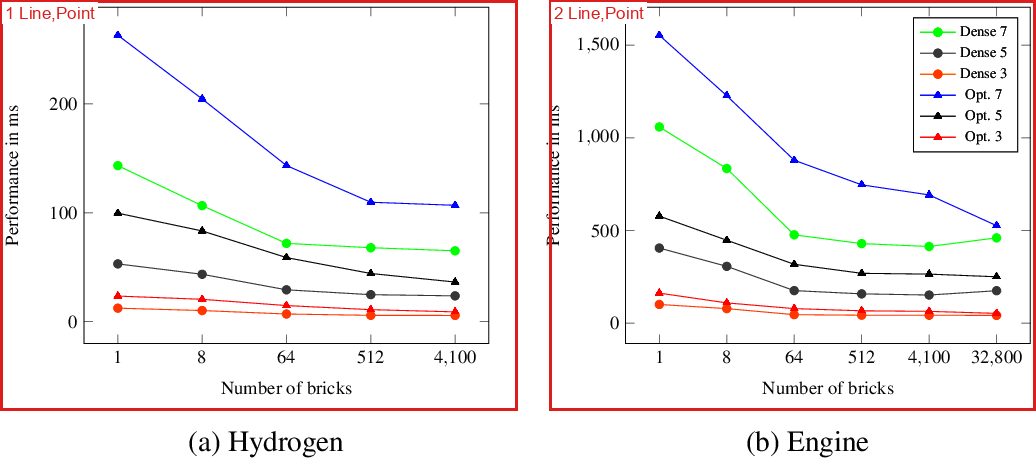 1 Line,Point
Performance in ms
200
100
0
1 8 64 512 4,100
Number of bricks
(a) Hydrogen
2 Line,Point
Performance in ms
1,500
1,000
500
0
1 8 64 512 4,100 32,800
Number of bricks
Dense 7
Dense 5
Dense 3
Opt. 7
Opt. 5
Opt. 3
(b) Engine